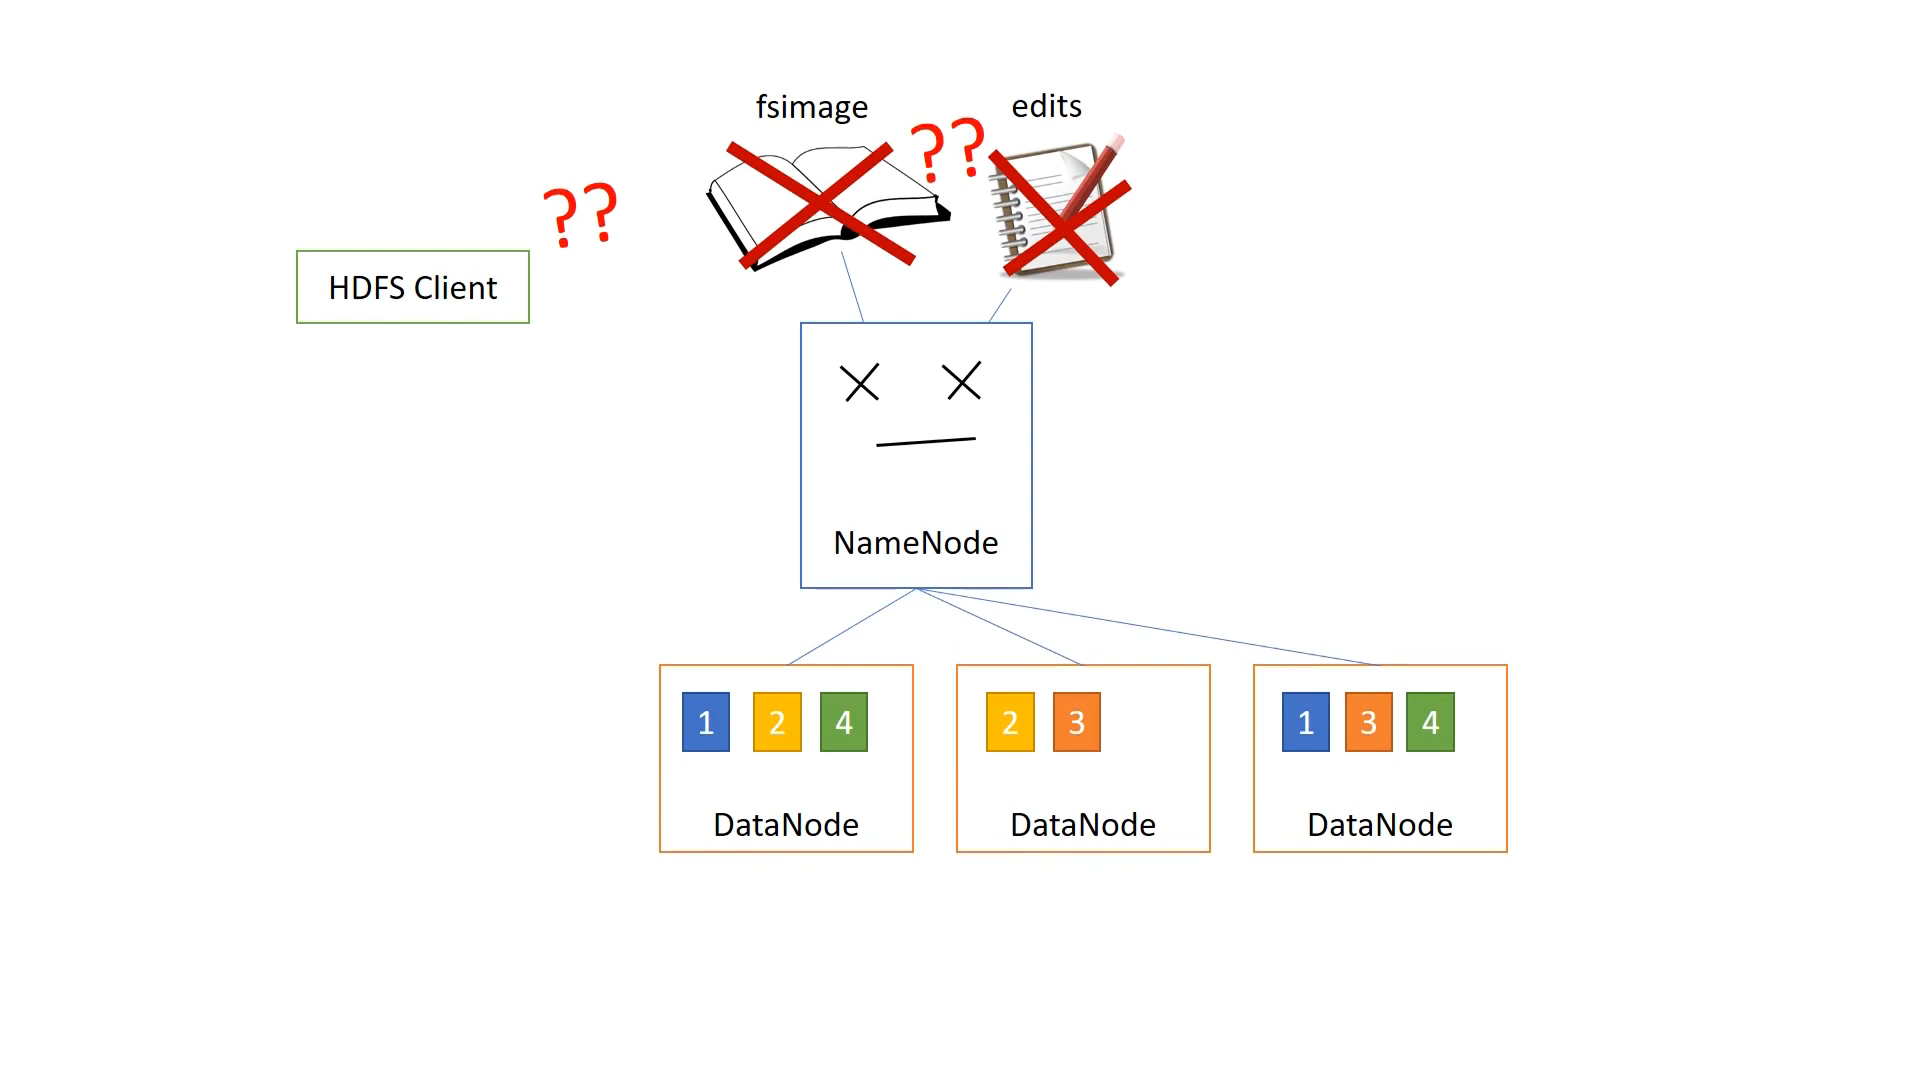 fsimage
edits
??
??
HDFS Client
NameNode
1 2 4
DataNode
2 3
DataNode
1 3 4
DataNode